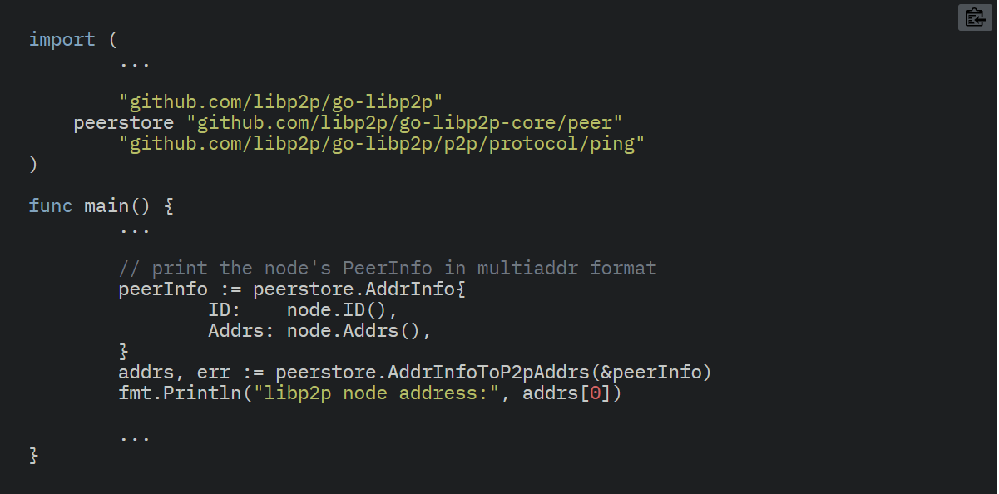 import (
        ...

        "github.com/libp2p/go-libp2p"
    peerstore "github.com/libp2p/go-libp2p-core/peer"
        "github.com/libp2p/go-libp2p/p2p/protocol/ping"
)

func main() {
        ...

        // print the node's PeerInfo in multiaddr format
        peerInfo := peerstore.AddrInfo{
                ID:    node.ID(),
                Addrs: node.Addrs(),
        }
        addrs, err := peerstore.AddrInfoToP2pAddrs(&peerInfo)
        fmt.Println("libp2p node address:", addrs[0])

        ...
}